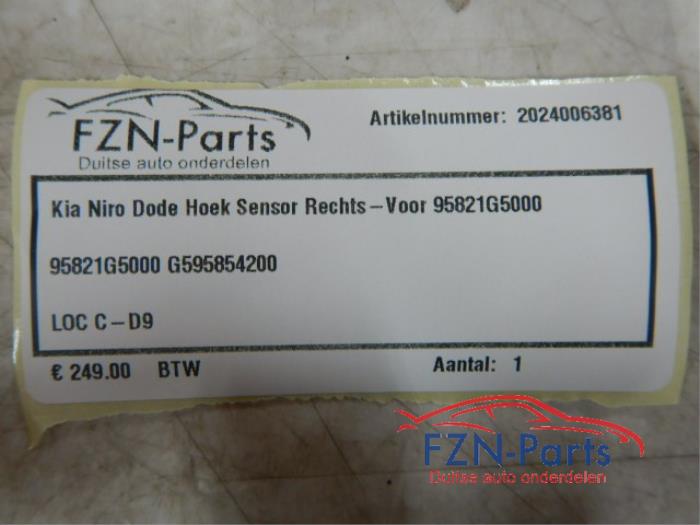 FZN-Parts
Duitse auto onderdelen
Artikelnummer: 2024006381
Kia Niro Dode Hoek Sensor Rechts-Voor 95821G5000
95821G5000 G595854200
LOC C-D9
€ 249.00 BTW
Aantal: 1
FZN-Parts
Duitse auto onderdelen